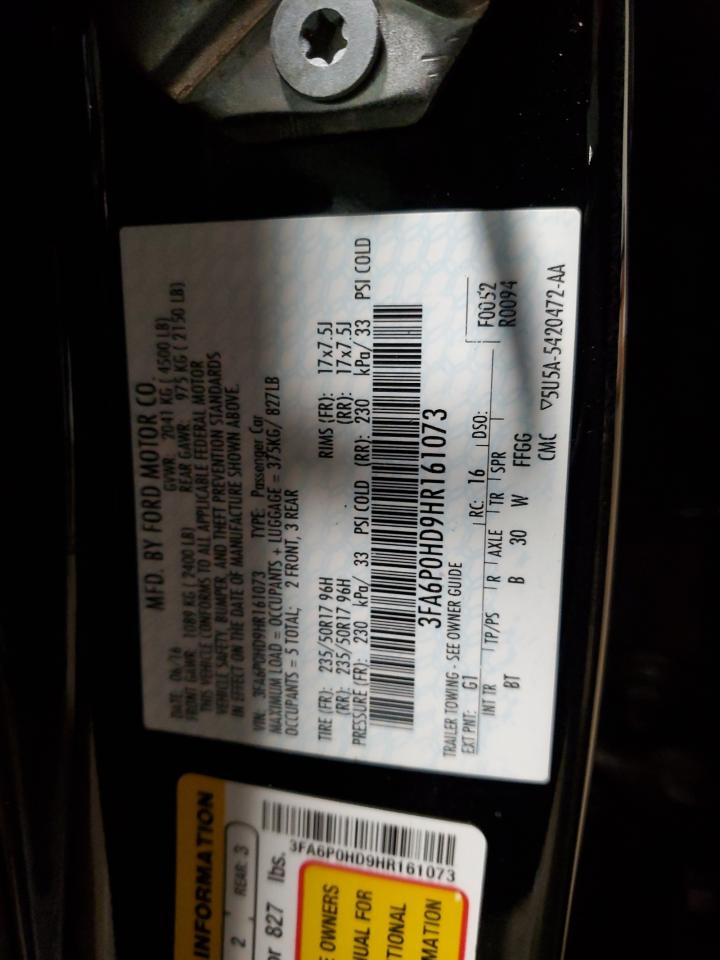 MFD. BY FORD MOTOR CO.
DATE: 06/16 GVWR: 2041 KG ( 4500 LB)
FRONT GAWR: 1089 KG ( 2400 LB) REAR GAWR: 975 KG ( 2150 LB)
THIS VEHICLE CONFORMS TO ALL APPLICABLE FEDERAL MOTOR
VEHICLE SAFETY, BUMPER, AND THEFT PREVENTION STANDARDS
IN EFFECT ON THE DATE OF MANUFACTURE SHOWN ABOVE.
VIN: 3FA6P0HD9HR161073 TYPE: Passenger Car
MAXIMUM LOAD = OCCUPANTS + LUGGAGE = 375KG/ 827LB
OCCUPANTS = 5 TOTAL; 2 FRONT, 3 REAR
TIRE (FR): 235/50R17 96H RIMS (FR): 17x7.5J
(RR): 235/50R17 96H (RR): 17x7.5J
PRESSURE (FR): 230 kPa/ 33 PSI COLD (RR): 230 kPa/ 33 PSI COLD
3FA6P0HD9HR161073
TRAILER TOWING - SEE OWNER GUIDE
EXT PNT: G1 RC: 16 DSO: F0052
R0094
INT TR TP/PS R AXLE TR SPR
BT B 30 W FFGG
CMC ▽5U5A-5420472-AA
INFORMATION
2 REAR 3
or 827 lbs.
3FA6P0HD9HR161073
OWNERS
FOR
MATION